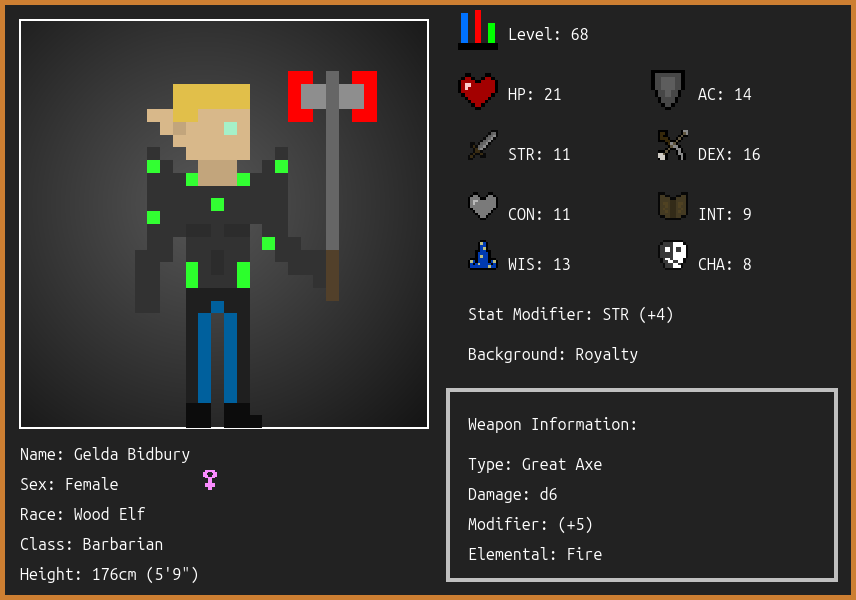 Level: 68
HP: 21
AC: 14
STR: 11
DEX: 16
CON: 11
INT: 9
WIS: 13
CHA: 8
Stat Modifier: STR (+4)
Background: Royalty
Weapon Information:
Type: Great Axe
Damage: d6
Modifier: (+5)
Elemental: Fire
Name: Gelda Bidbury
Sex: Female
Race: Wood Elf
Class: Barbarian
Height: 176cm (5'9")